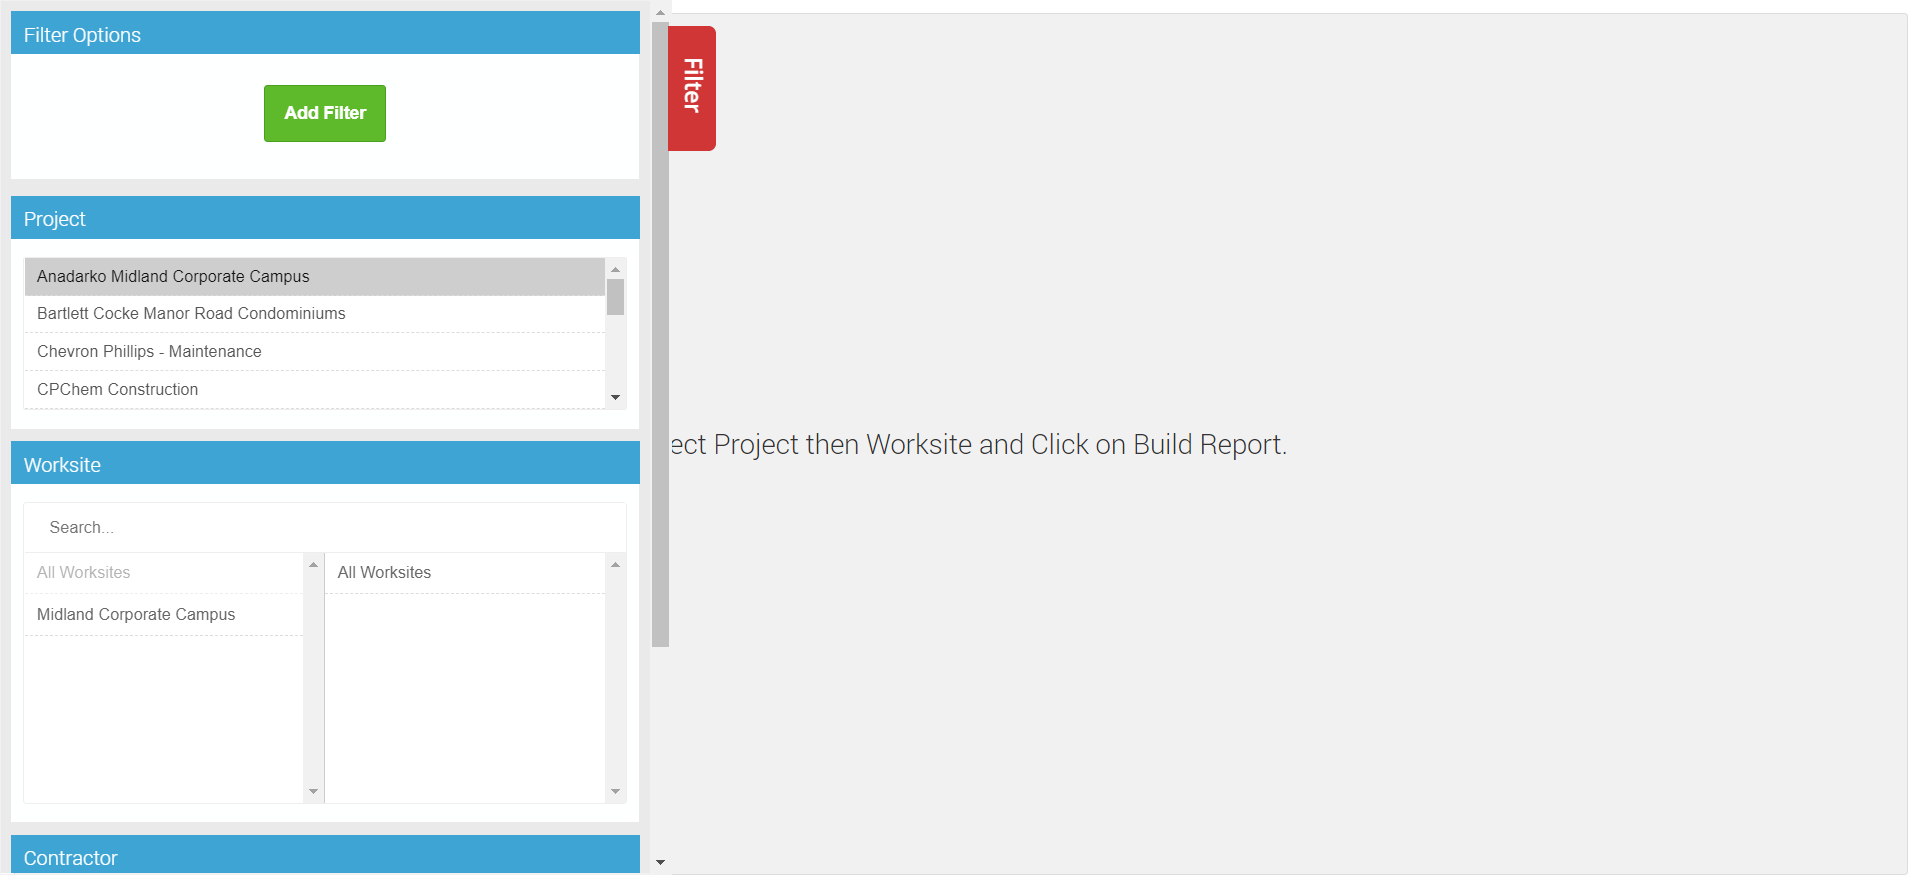 Filter Options
Add Filter
Filter
Project
Anadarko Midland Corporate Campus
Bartlett Cocke Manor Road Condominiums
Chevron Phillips - Maintenance
CPChem Construction
ect Project then Worksite and Click on Build Report.
Worksite
Search...
All Worksites
All Worksites
Midland Corporate Campus
Contractor